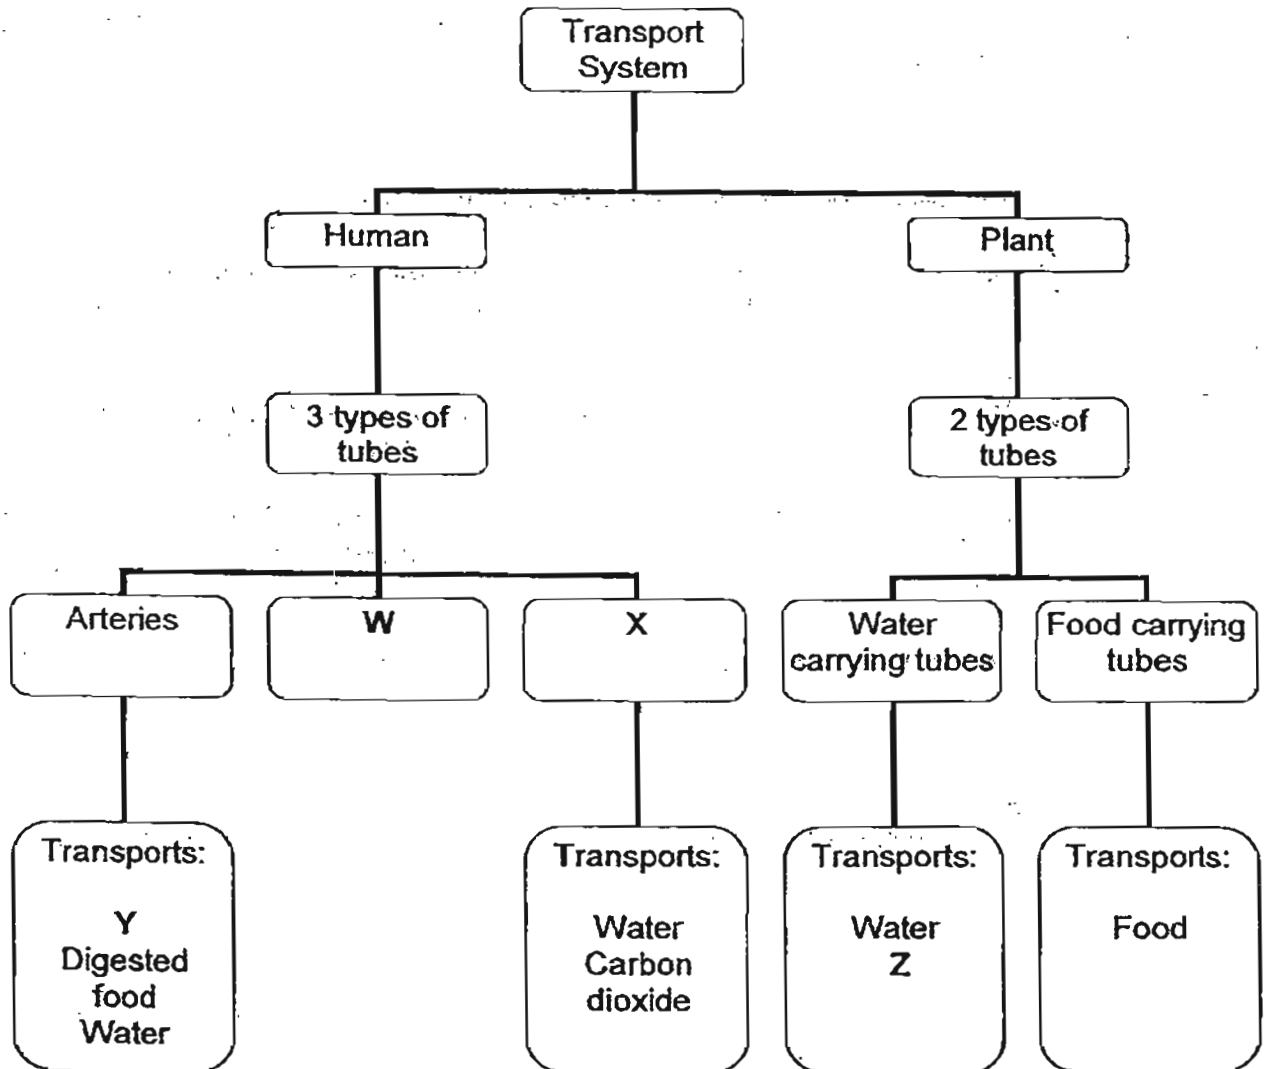 Transport
System
Human
Plant
3 types of
tubes
2 types of
tubes
Arteries
W
X
Water
carrying tubes
Food carrying
tubes
Transports:
Y
Digested
food
Water
Transports:
Water
Carbon
dioxide
Transports:
Water
Z
Transports:
Food